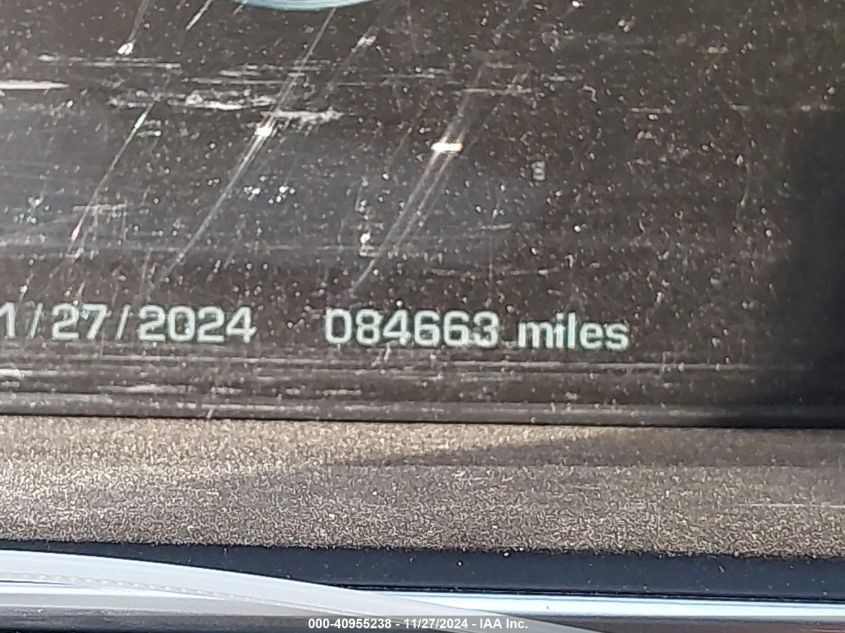 1/27/2024 084663 miles
000-40955238 - 11/27/2024 - IAA Inc.